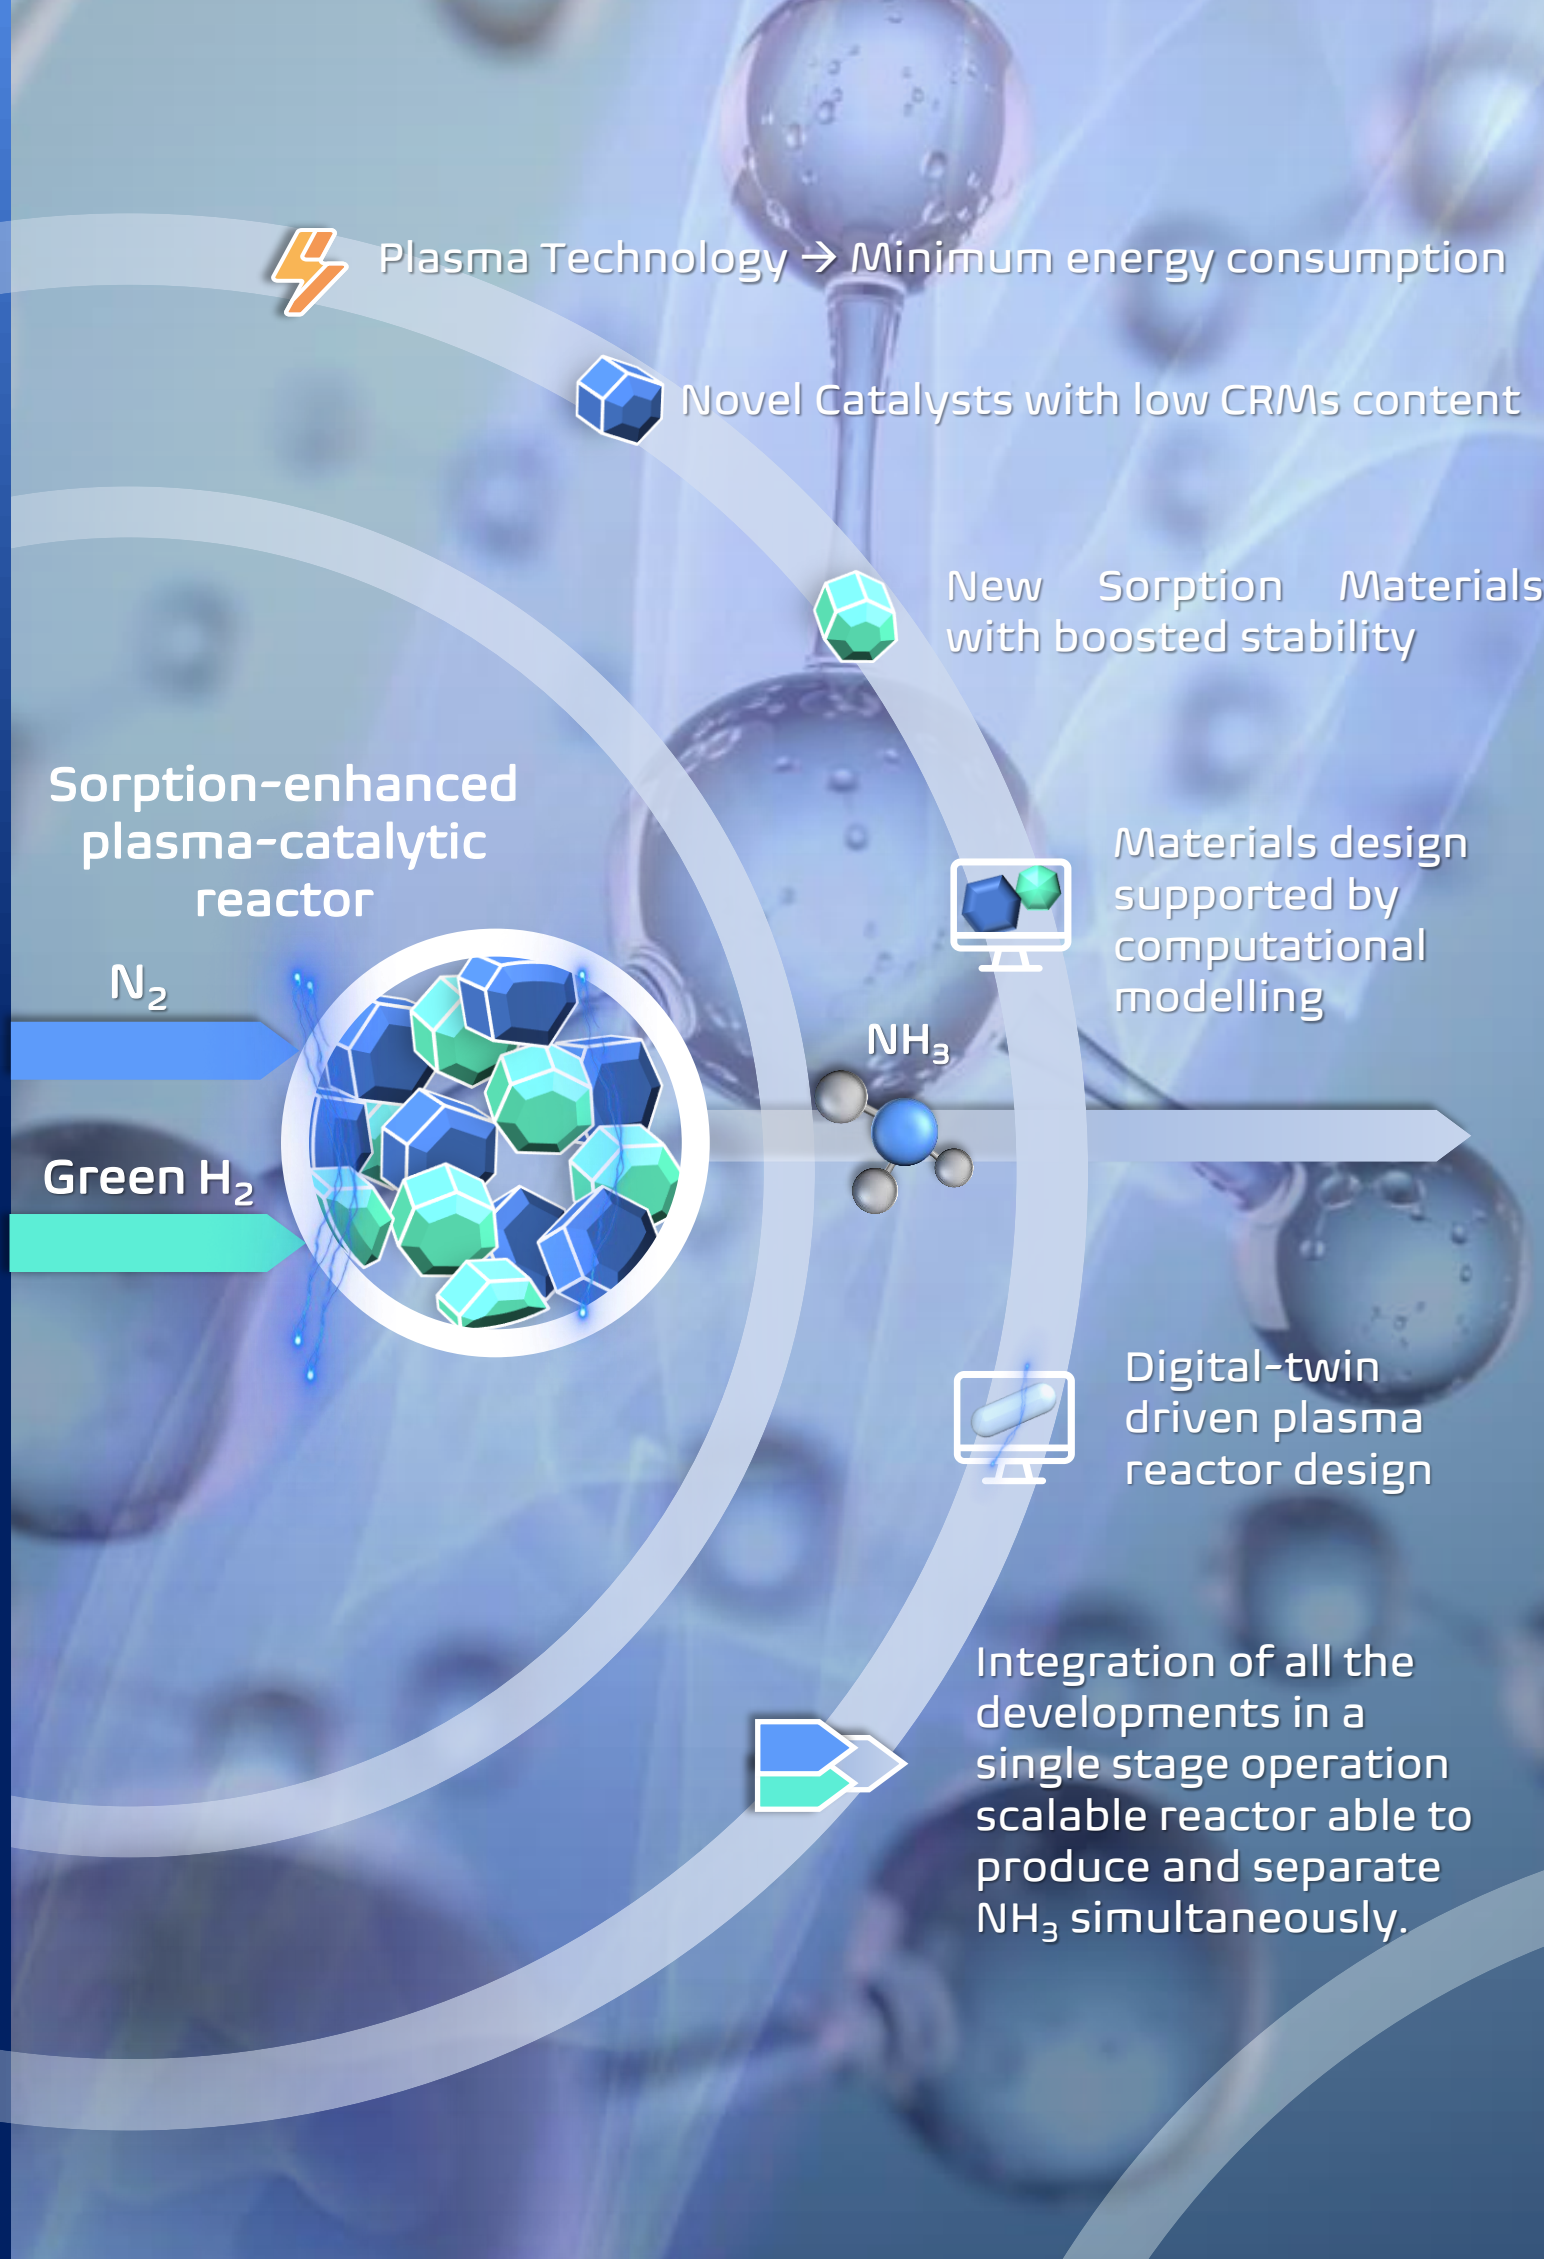 Plasma Technology → Minimum energy consumption
Novel Catalysts with low CRMs content
New Sorption Materials
with boosted stability
Sorption-enhanced
plasma-catalytic
reactor
Materials design
supported by
computational
modelling
N₂
NH₃
Green H₂
Digital-twin
driven plasma
reactor design
Integration of all the
developments in a
single stage operation
scalable reactor able to
produce and separate
NH₃ simultaneously.